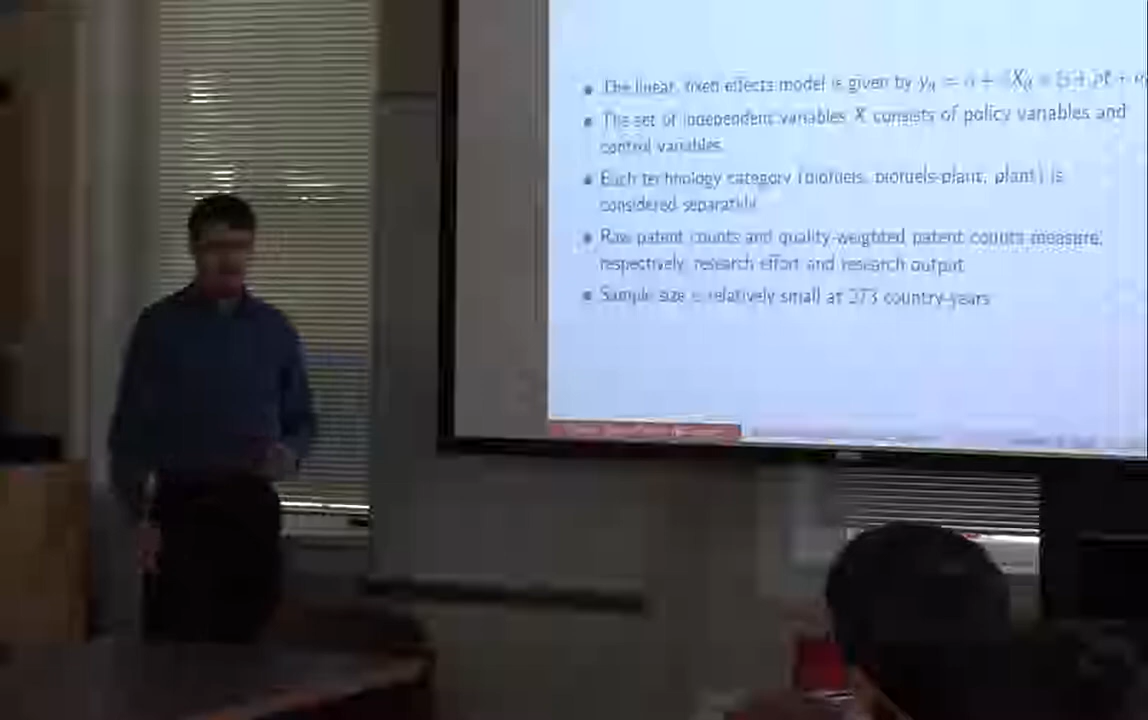 The linear, fixed effects model is given by
The set of independent variables X consists of policy variables and
control variables.
Each technology category (biofuels, biofuels-plant, plant) is
considered separately.
Raw patent counts and quality-weighted patent counts measure,
respectively, research effort and research output.
Sample size is relatively small at 273 country-years